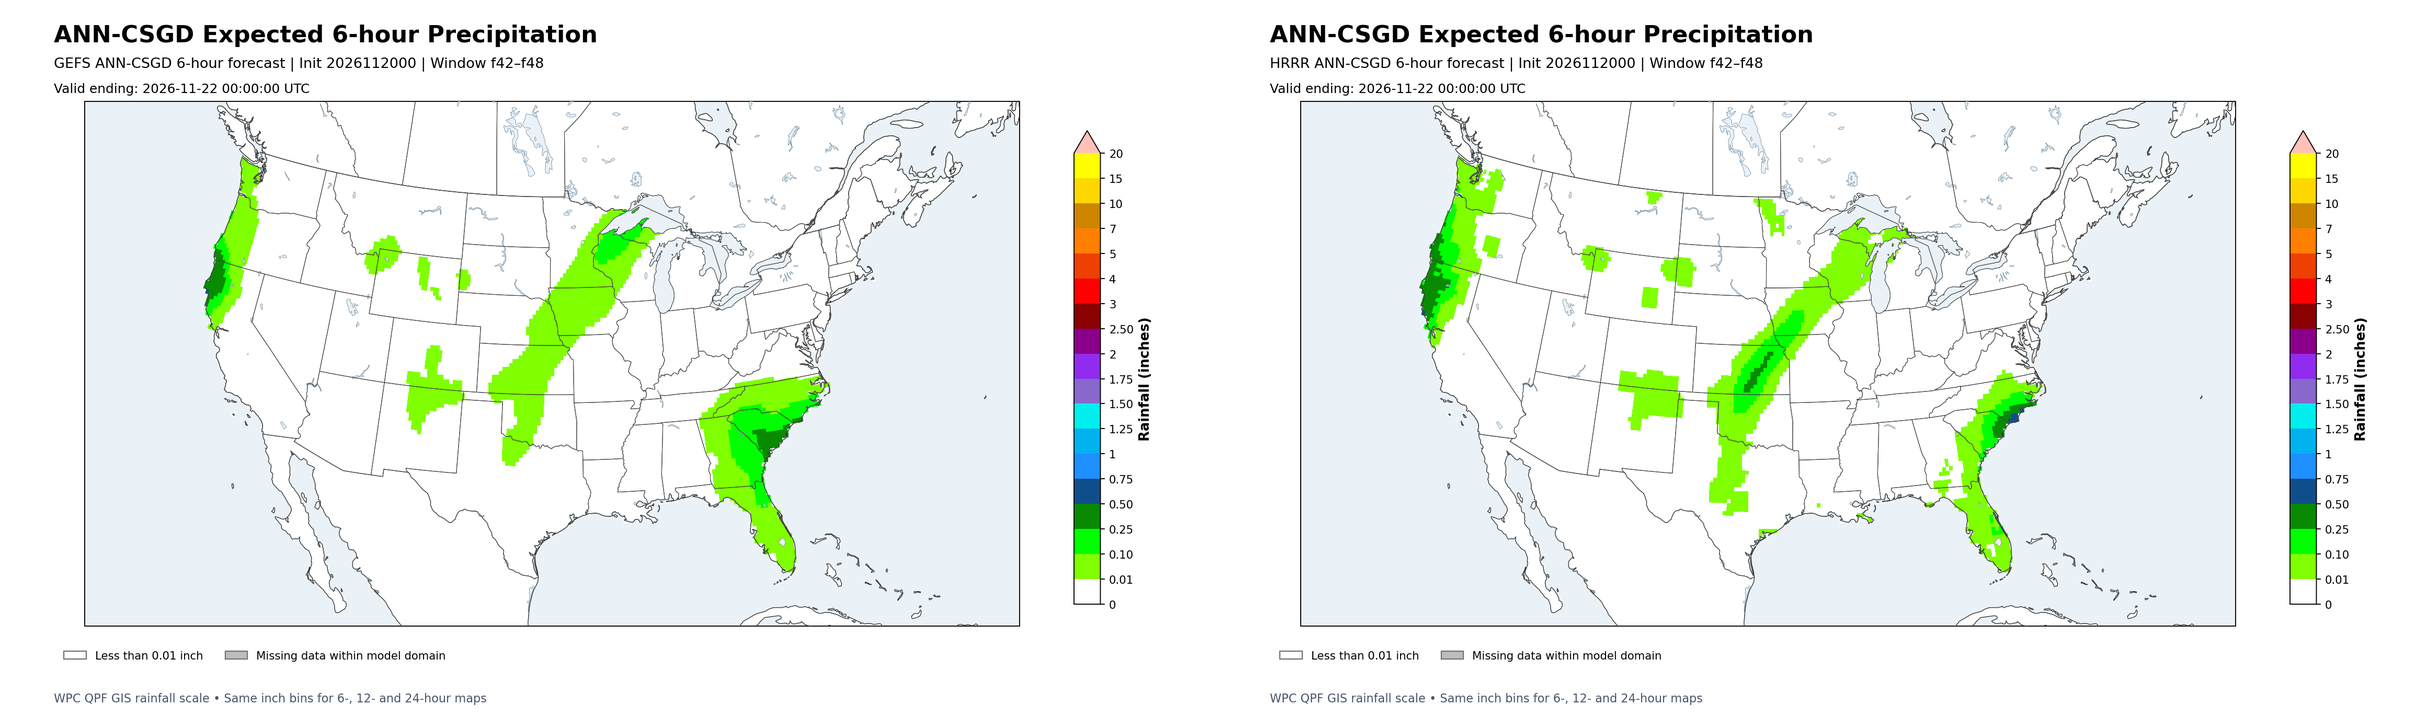 ANN-CSGD Expected 6-hour Precipitation
GEFS ANN-CSGD 6-hour forecast | Init 2026112000 | Window f42–f48
Valid ending: 2026-11-22 00:00:00 UTC
20
15
10
7
5
4
3
2.50
2
1.75
1.50
1.25
1
0.75
0.50
0.25
0.10
0.01
0
Rainfall (inches)
Less than 0.01 inch
Missing data within model domain
WPC QPF GIS rainfall scale • Same inch bins for 6-, 12- and 24-hour maps
ANN-CSGD Expected 6-hour Precipitation
HRRR ANN-CSGD 6-hour forecast | Init 2026112000 | Window f42–f48
Valid ending: 2026-11-22 00:00:00 UTC
20
15
10
7
5
4
3
2.50
2
1.75
1.50
1.25
1
0.75
0.50
0.25
0.10
0.01
0
Rainfall (inches)
Less than 0.01 inch
Missing data within model domain
WPC QPF GIS rainfall scale • Same inch bins for 6-, 12- and 24-hour maps